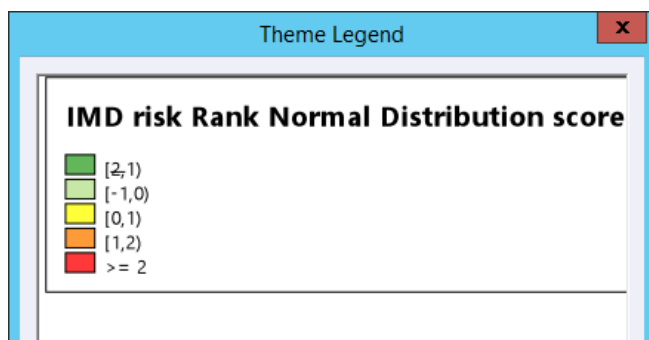 Theme Legend
x
IMD risk Rank Normal Distribution score
[2,1)
[-1,0)
[0,1)
[1,2)
>= 2